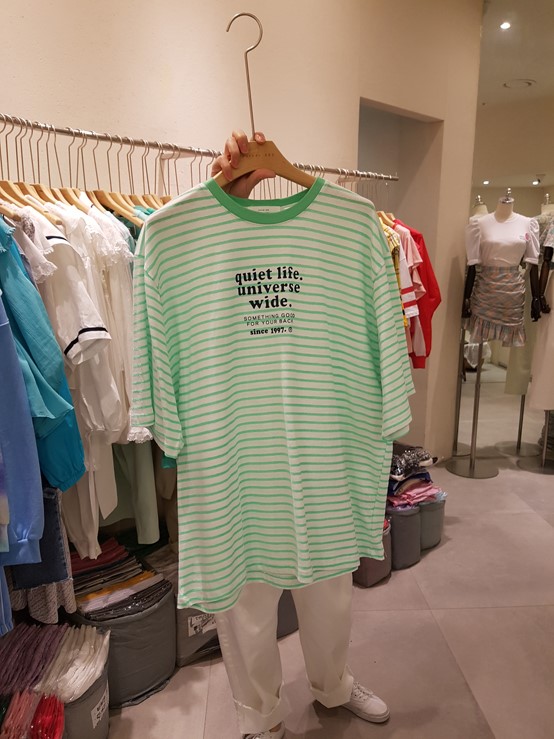 quiet life.
universe
wide.
SOMETHING GOOD
FOR YOUR BACK
since 1997.